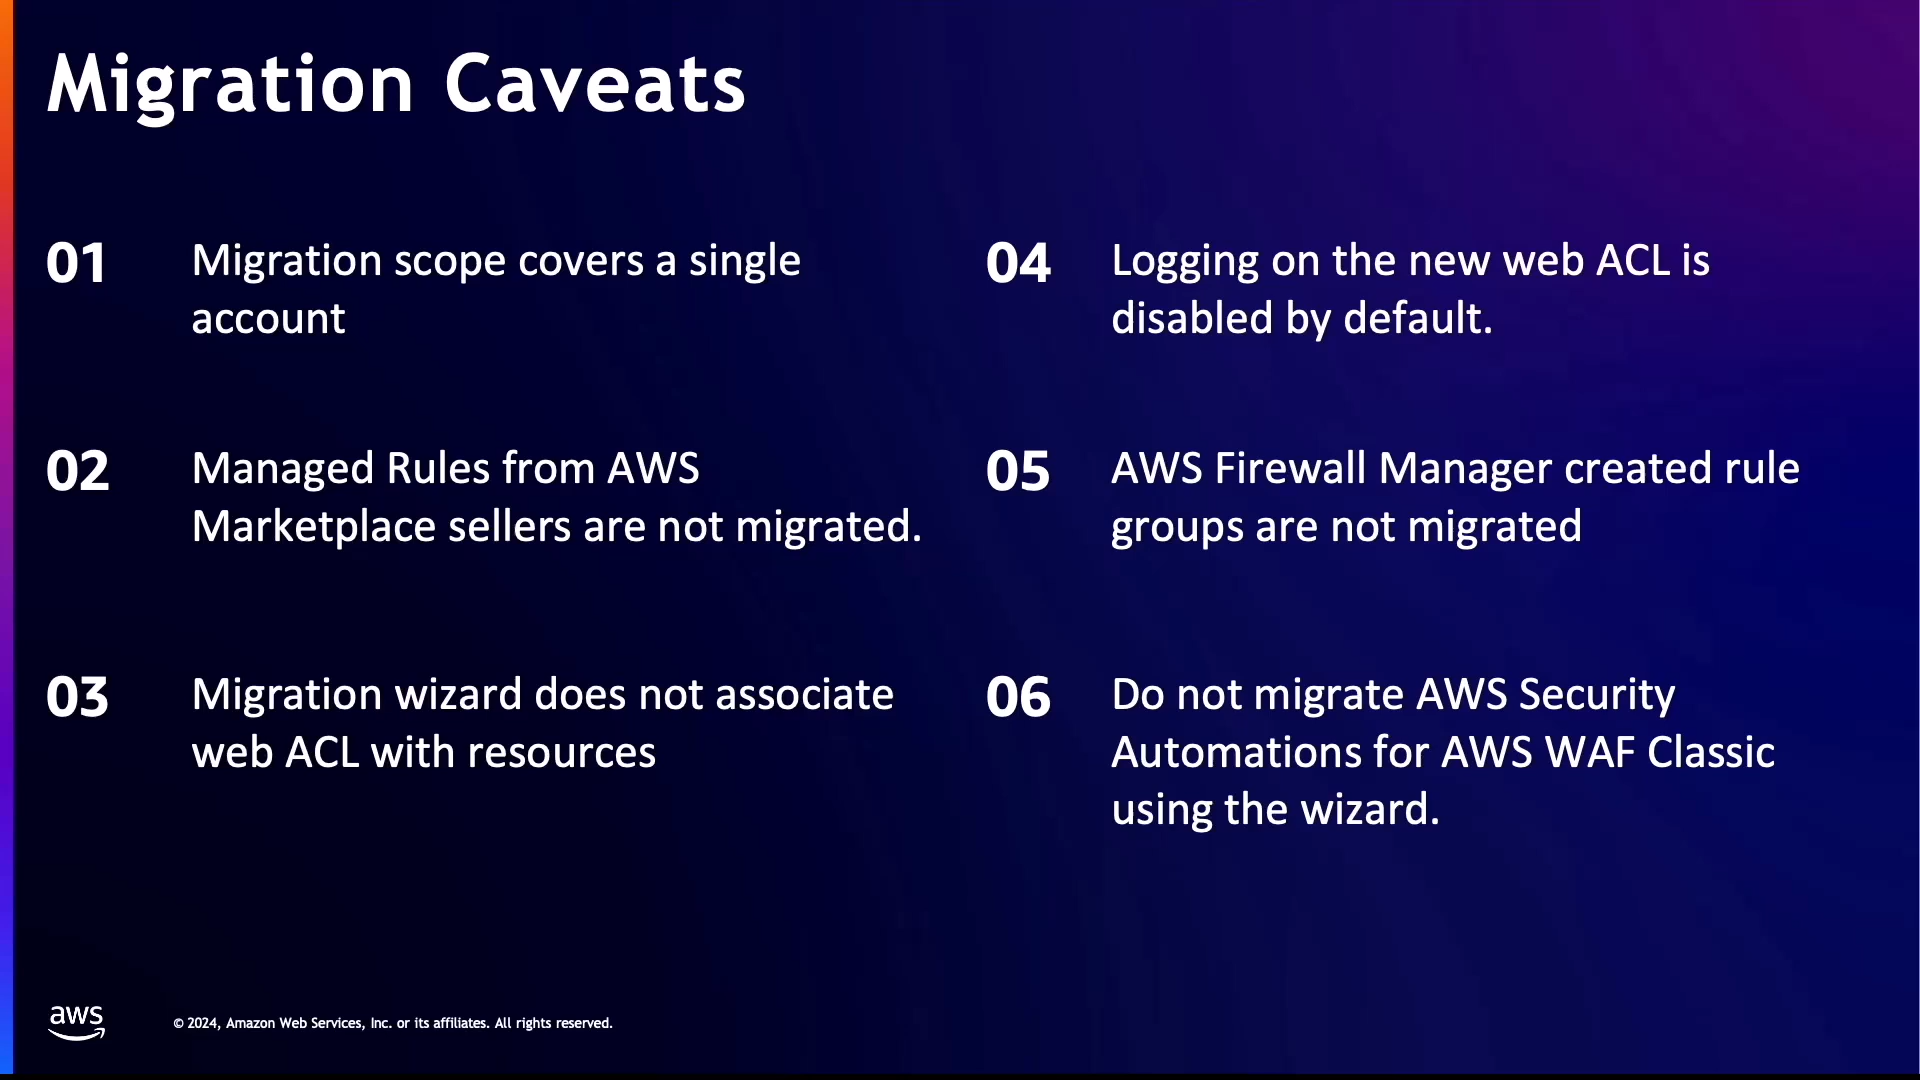 Migration Caveats
01
Migration scope covers a single
account
02
Managed Rules from AWS
Marketplace sellers are not migrated.
03
Migration wizard does not associate
web ACL with resources
04
Logging on the new web ACL is
disabled by default.
05
AWS Firewall Manager created rule
groups are not migrated
06
Do not migrate AWS Security
Automations for AWS WAF Classic
using the wizard.
aws
© 2024, Amazon Web Services, Inc. or its affiliates. All rights reserved.